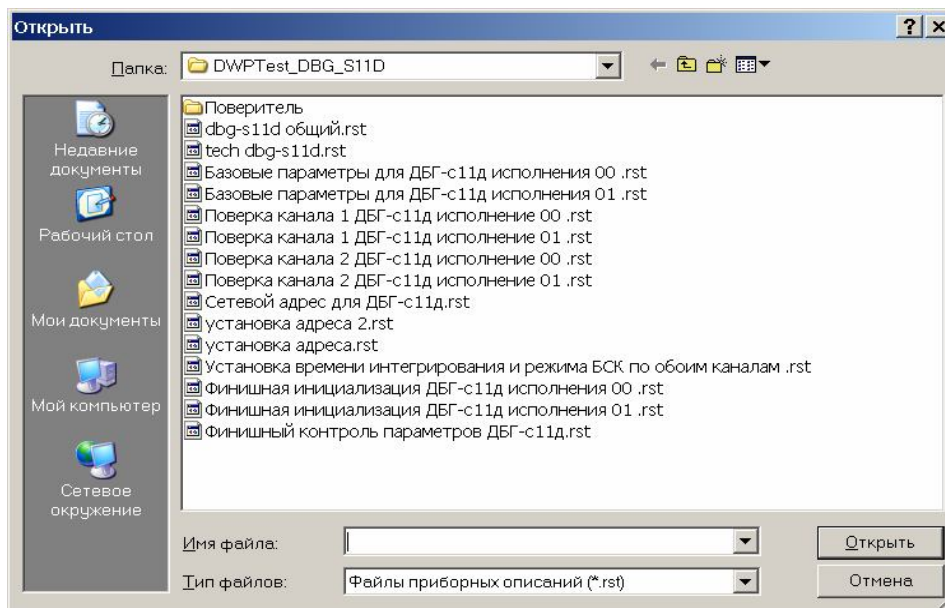 Открыть
Папка: DWPTest_DBG_S11D
Недавние документы
Рабочий стол
Мои документы
Мой компьютер
Сетевое окружение
Поверитель
dbg-s11d общий.rst
tech dbg-s11d.rst
Базовые параметры для ДБГ-с11д исполнения 00 .rst
Базовые параметры для ДБГ-с11д исполнения 01 .rst
Поверка канала 1 ДБГ-с11д исполнение 00 .rst
Поверка канала 1 ДБГ-с11д исполнение 01 .rst
Поверка канала 2 ДБГ-с11д исполнение 00 .rst
Поверка канала 2 ДБГ-с11д исполнение 01 .rst
Сетевой адрес для ДБГ-с11д.rst
установка адреса 2.rst
установка адреса.rst
Установка времени интегрирования и режима БСК по обоим каналам .rst
Финишная инициализация ДБГ-с11д исполнения 00 .rst
Финишная инициализация ДБГ-с11д исполнения 01 .rst
Финишный контроль параметров ДБГ-с11д.rst
Имя файла:
Открыть
Тип файлов: Файлы приборных описаний (*.rst)
Отмена